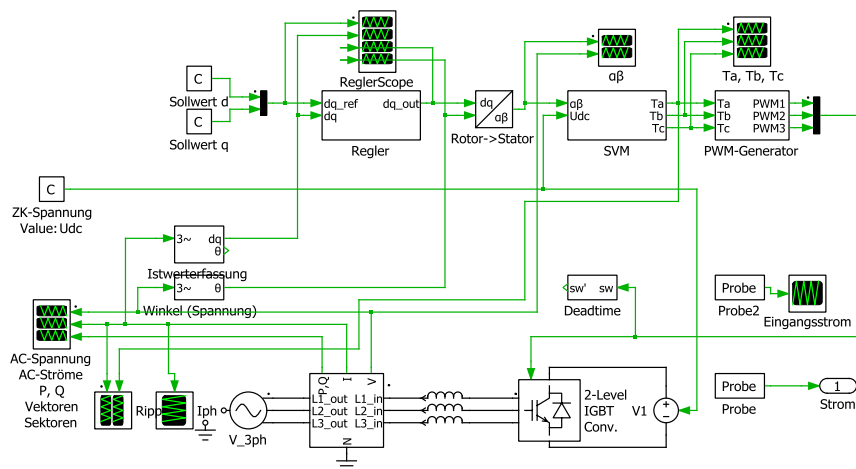 ReglerScope
αβ
Ta, Tb, Tc
C
Sollwert d
C
Sollwert q
dq_ref
dq
dq_out
Regler
dq
αβ
Rotor->Stator
αβ
Udc
Ta
Tb
Tc
SVM
Ta
Tb
Tc
PWM1
PWM2
PWM3
PWM-Generator
C
ZK-Spannung
Value: Udc
3~
dq
θ
Istwerterfassung
3~
θ
Winkel (Spannung)
sw'
sw
Deadtime
Probe
Probe2
Eingangsstrom
AC-Spannung
AC-Ströme
P, Q
Vektoren
Sektoren
Ripp
Iph
V_3ph
P,Q
I
V
L1_out
L2_out
L3_out
L1_in
L2_in
L3_in
N
2-Level
IGBT
Conv.
V1
Probe
Probe
1
Strom